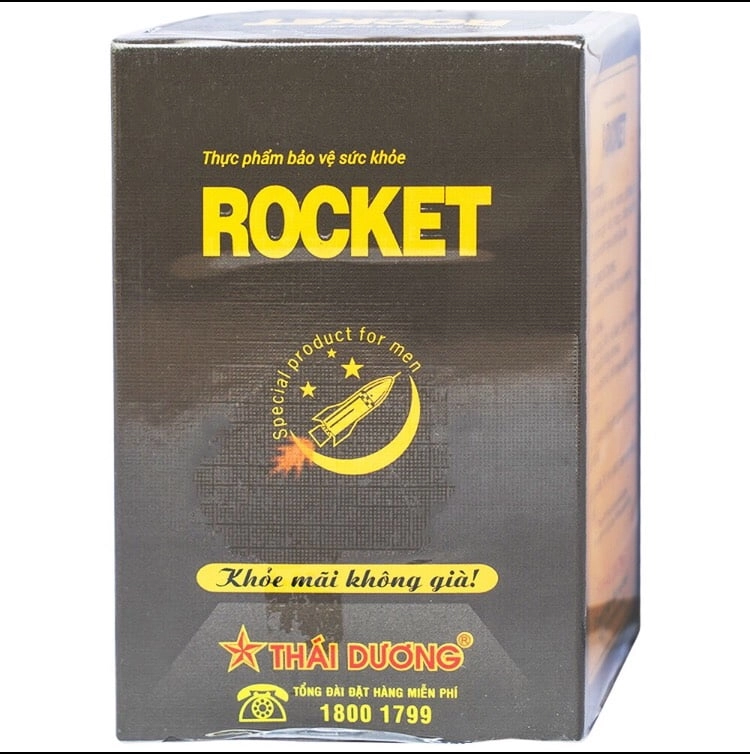 ROCKET
Thực phẩm bảo vệ sức khỏe
ROCKET
Special product for men
Khỏe mãi không già!
THÁI DƯƠNG®
TỔNG ĐÀI ĐẶT HÀNG MIỄN PHÍ
1800 1799